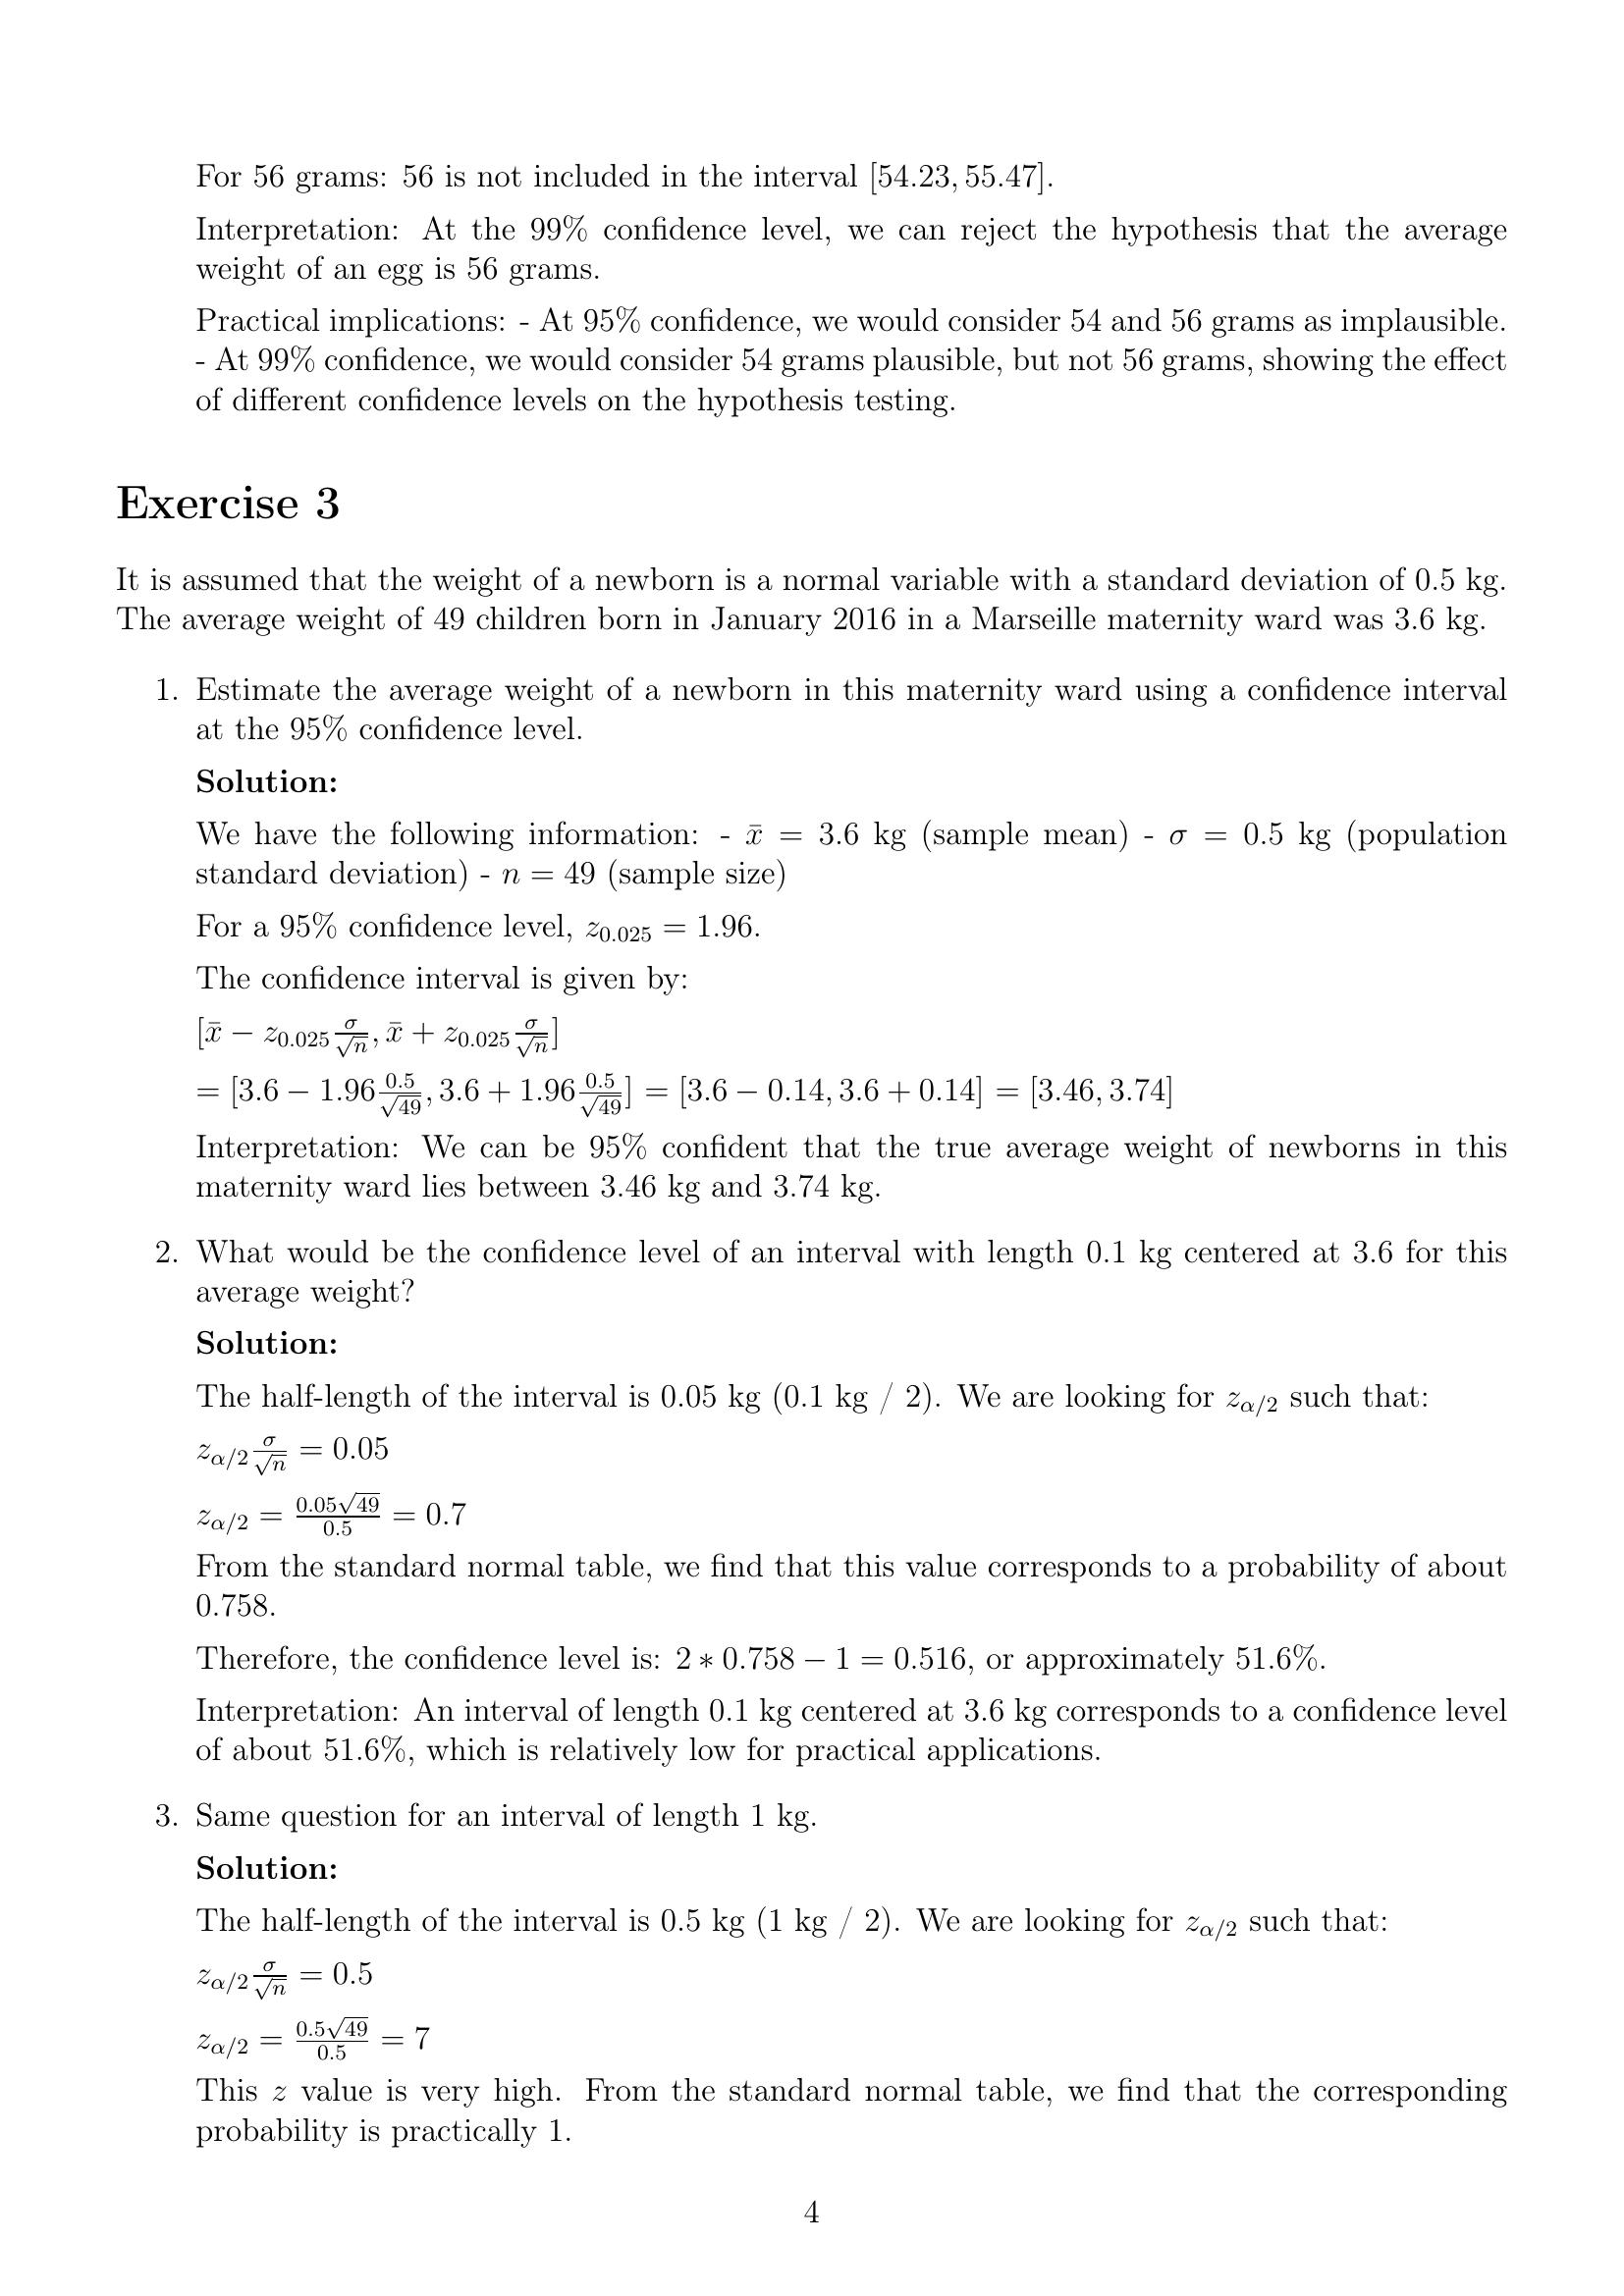 For 56 grams: 56 is not included in the interval [54.23, 55.47].
Interpretation: At the 99% confidence level, we can reject the hypothesis that the average
weight of an egg is 56 grams.
Practical implications: - At 95% confidence, we would consider 54 and 56 grams as implausible.
- At 99% confidence, we would consider 54 grams plausible, but not 56 grams, showing the effect
of different confidence levels on the hypothesis testing.
Exercise 3
It is assumed that the weight of a newborn is a normal variable with a standard deviation of 0.5 kg.
The average weight of 49 children born in January 2016 in a Marseille maternity ward was 3.6 kg.
1. Estimate the average weight of a newborn in this maternity ward using a confidence interval
at the 95% confidence level.
Solution:
We have the following information: - $\bar{x}$ = 3.6 kg (sample mean) - $\sigma$ = 0.5 kg (population
standard deviation) - $n = 49$ (sample size)
For a 95% confidence level, $z_{0.025} = 1.96$.
The confidence interval is given by:
$[\bar{x} - z_{0.025}\frac{\sigma}{\sqrt{n}}, \bar{x} + z_{0.025}\frac{\sigma}{\sqrt{n}}]$
$= [3.6 - 1.96\frac{0.5}{\sqrt{49}}, 3.6 + 1.96\frac{0.5}{\sqrt{49}}] = [3.6 - 0.14, 3.6 + 0.14] = [3.46, 3.74]$
Interpretation: We can be 95% confident that the true average weight of newborns in this
maternity ward lies between 3.46 kg and 3.74 kg.
2. What would be the confidence level of an interval with length 0.1 kg centered at 3.6 for this
average weight?
Solution:
The half-length of the interval is 0.05 kg (0.1 kg / 2). We are looking for $z_{\alpha/2}$ such that:
$z_{\alpha/2}\frac{\sigma}{\sqrt{n}} = 0.05$
$z_{\alpha/2} = \frac{0.05\sqrt{49}}{0.5} = 0.7$
From the standard normal table, we find that this value corresponds to a probability of about
0.758.
Therefore, the confidence level is: $2 * 0.758 - 1 = 0.516$, or approximately 51.6%.
Interpretation: An interval of length 0.1 kg centered at 3.6 kg corresponds to a confidence level
of about 51.6%, which is relatively low for practical applications.
3. Same question for an interval of length 1 kg.
Solution:
The half-length of the interval is 0.5 kg (1 kg / 2). We are looking for $z_{\alpha/2}$ such that:
$z_{\alpha/2}\frac{\sigma}{\sqrt{n}} = 0.5$
$z_{\alpha/2} = \frac{0.5\sqrt{49}}{0.5} = 7$
This $z$ value is very high. From the standard normal table, we find that the corresponding
probability is practically 1.
4